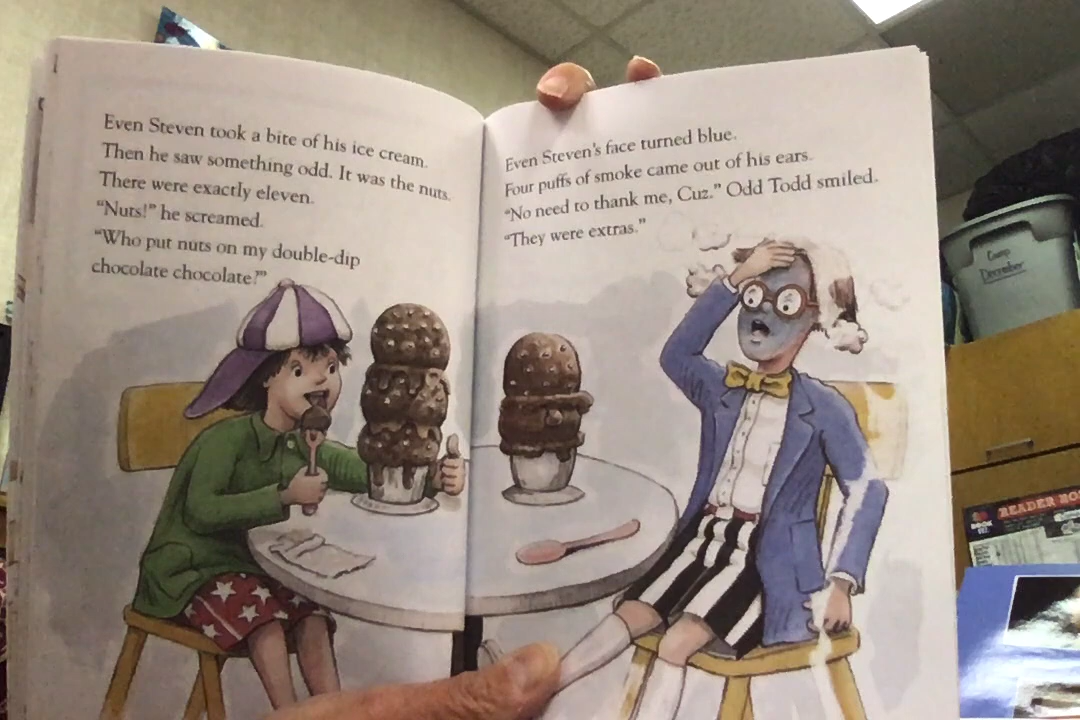 Even Steven took a bite of his ice cream.
Then he saw something odd. It was the nuts.
There were exactly eleven.
“Nuts!” he screamed.
“Who put nuts on my double-dip
chocolate chocolate?”
Even Steven’s face turned blue.
Four puffs of smoke came out of his ears.
“No need to thank me, Cuz.” Odd Todd smiled.
“They were extras.”
December
BOOK
READER